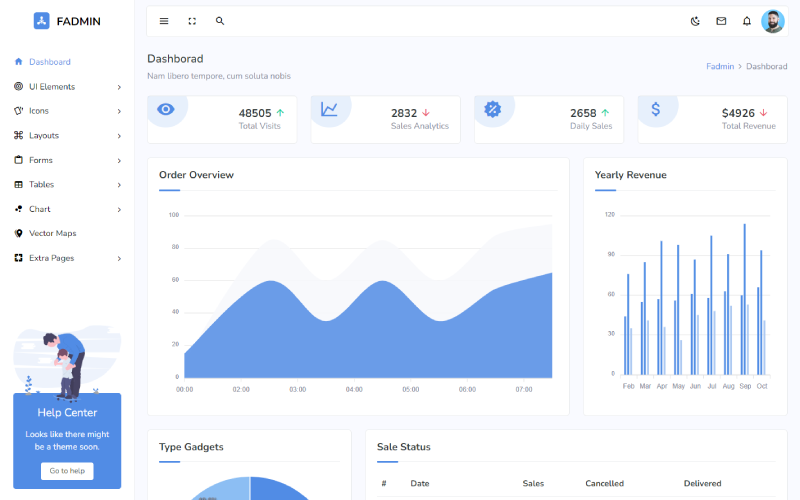 FADMIN
Dashboard
UI Elements
Icons
Layouts
Forms
Tables
Chart
Vector Maps
Extra Pages
Help Center
Looks like there might
be a theme soon.
Go to help
Dashborad
Nam libero tempore, cum soluta nobis
Fadmin > Dashborad
48505
Total Visits
2832
Sales Analytics
2658
Daily Sales
$4926
Total Revenue
Order Overview
100
80
60
40
20
0
00:00 02:00 03:00 04:00 05:00 06:00 07:00
Yearly Revenue
120
90
60
30
0
Feb Mar Apr May Jun Jul Aug Sep Oct
Type Gadgets
Sale Status
# Date Sales Cancelled Delivered